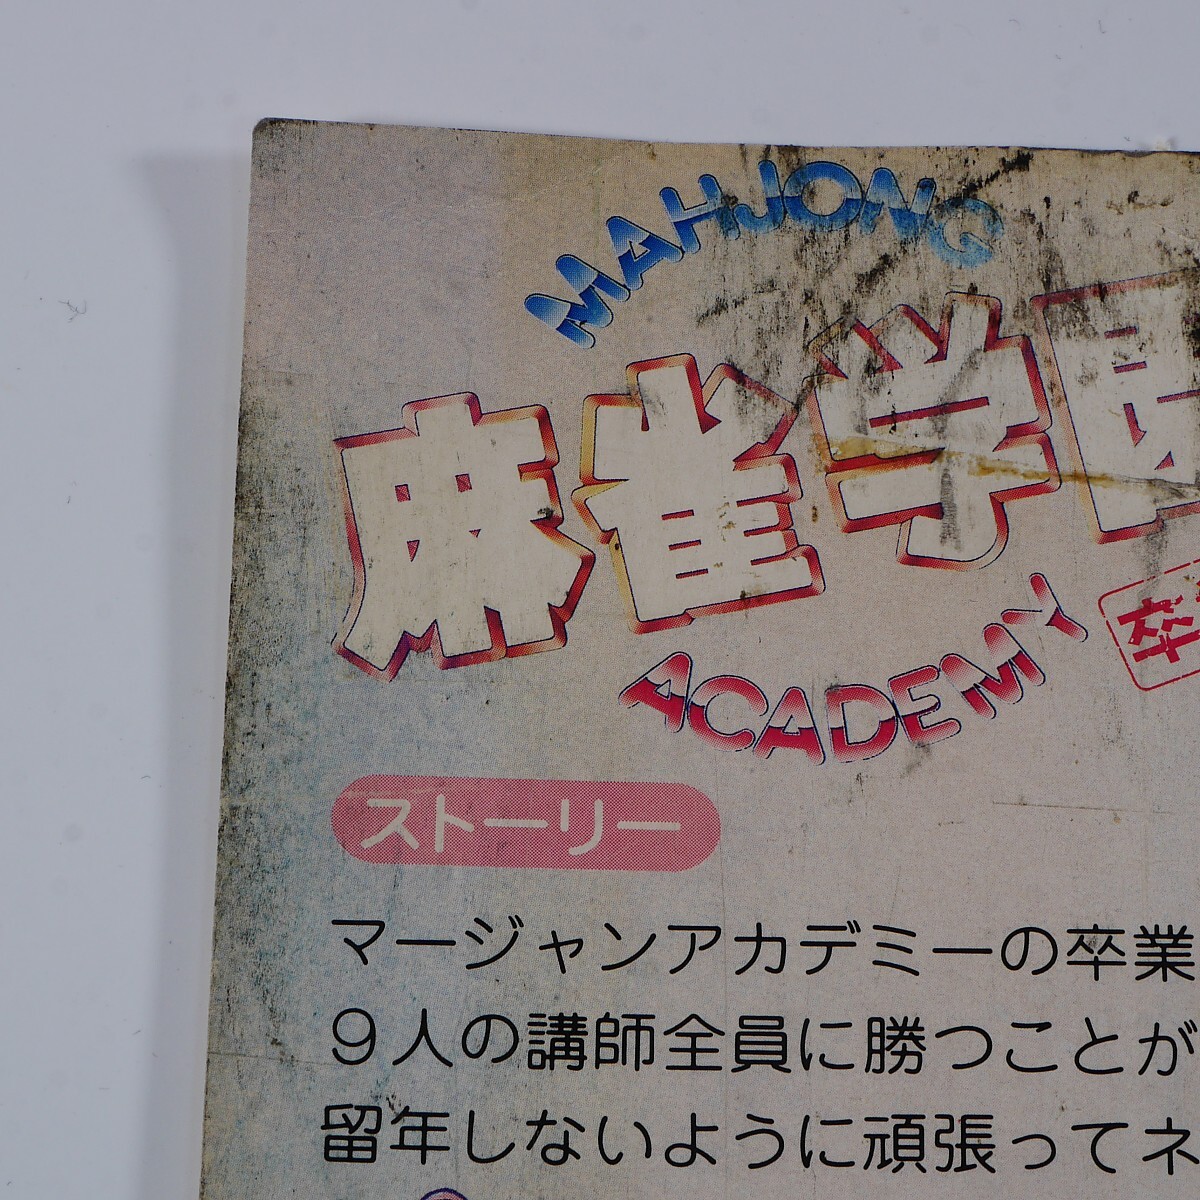 MAHJONG
麻雀学園
ACADEMY
卒
ストーリー
マージャンアカデミーの卒業
９人の講師全員に勝つことが
留年しないように頑張ってネ